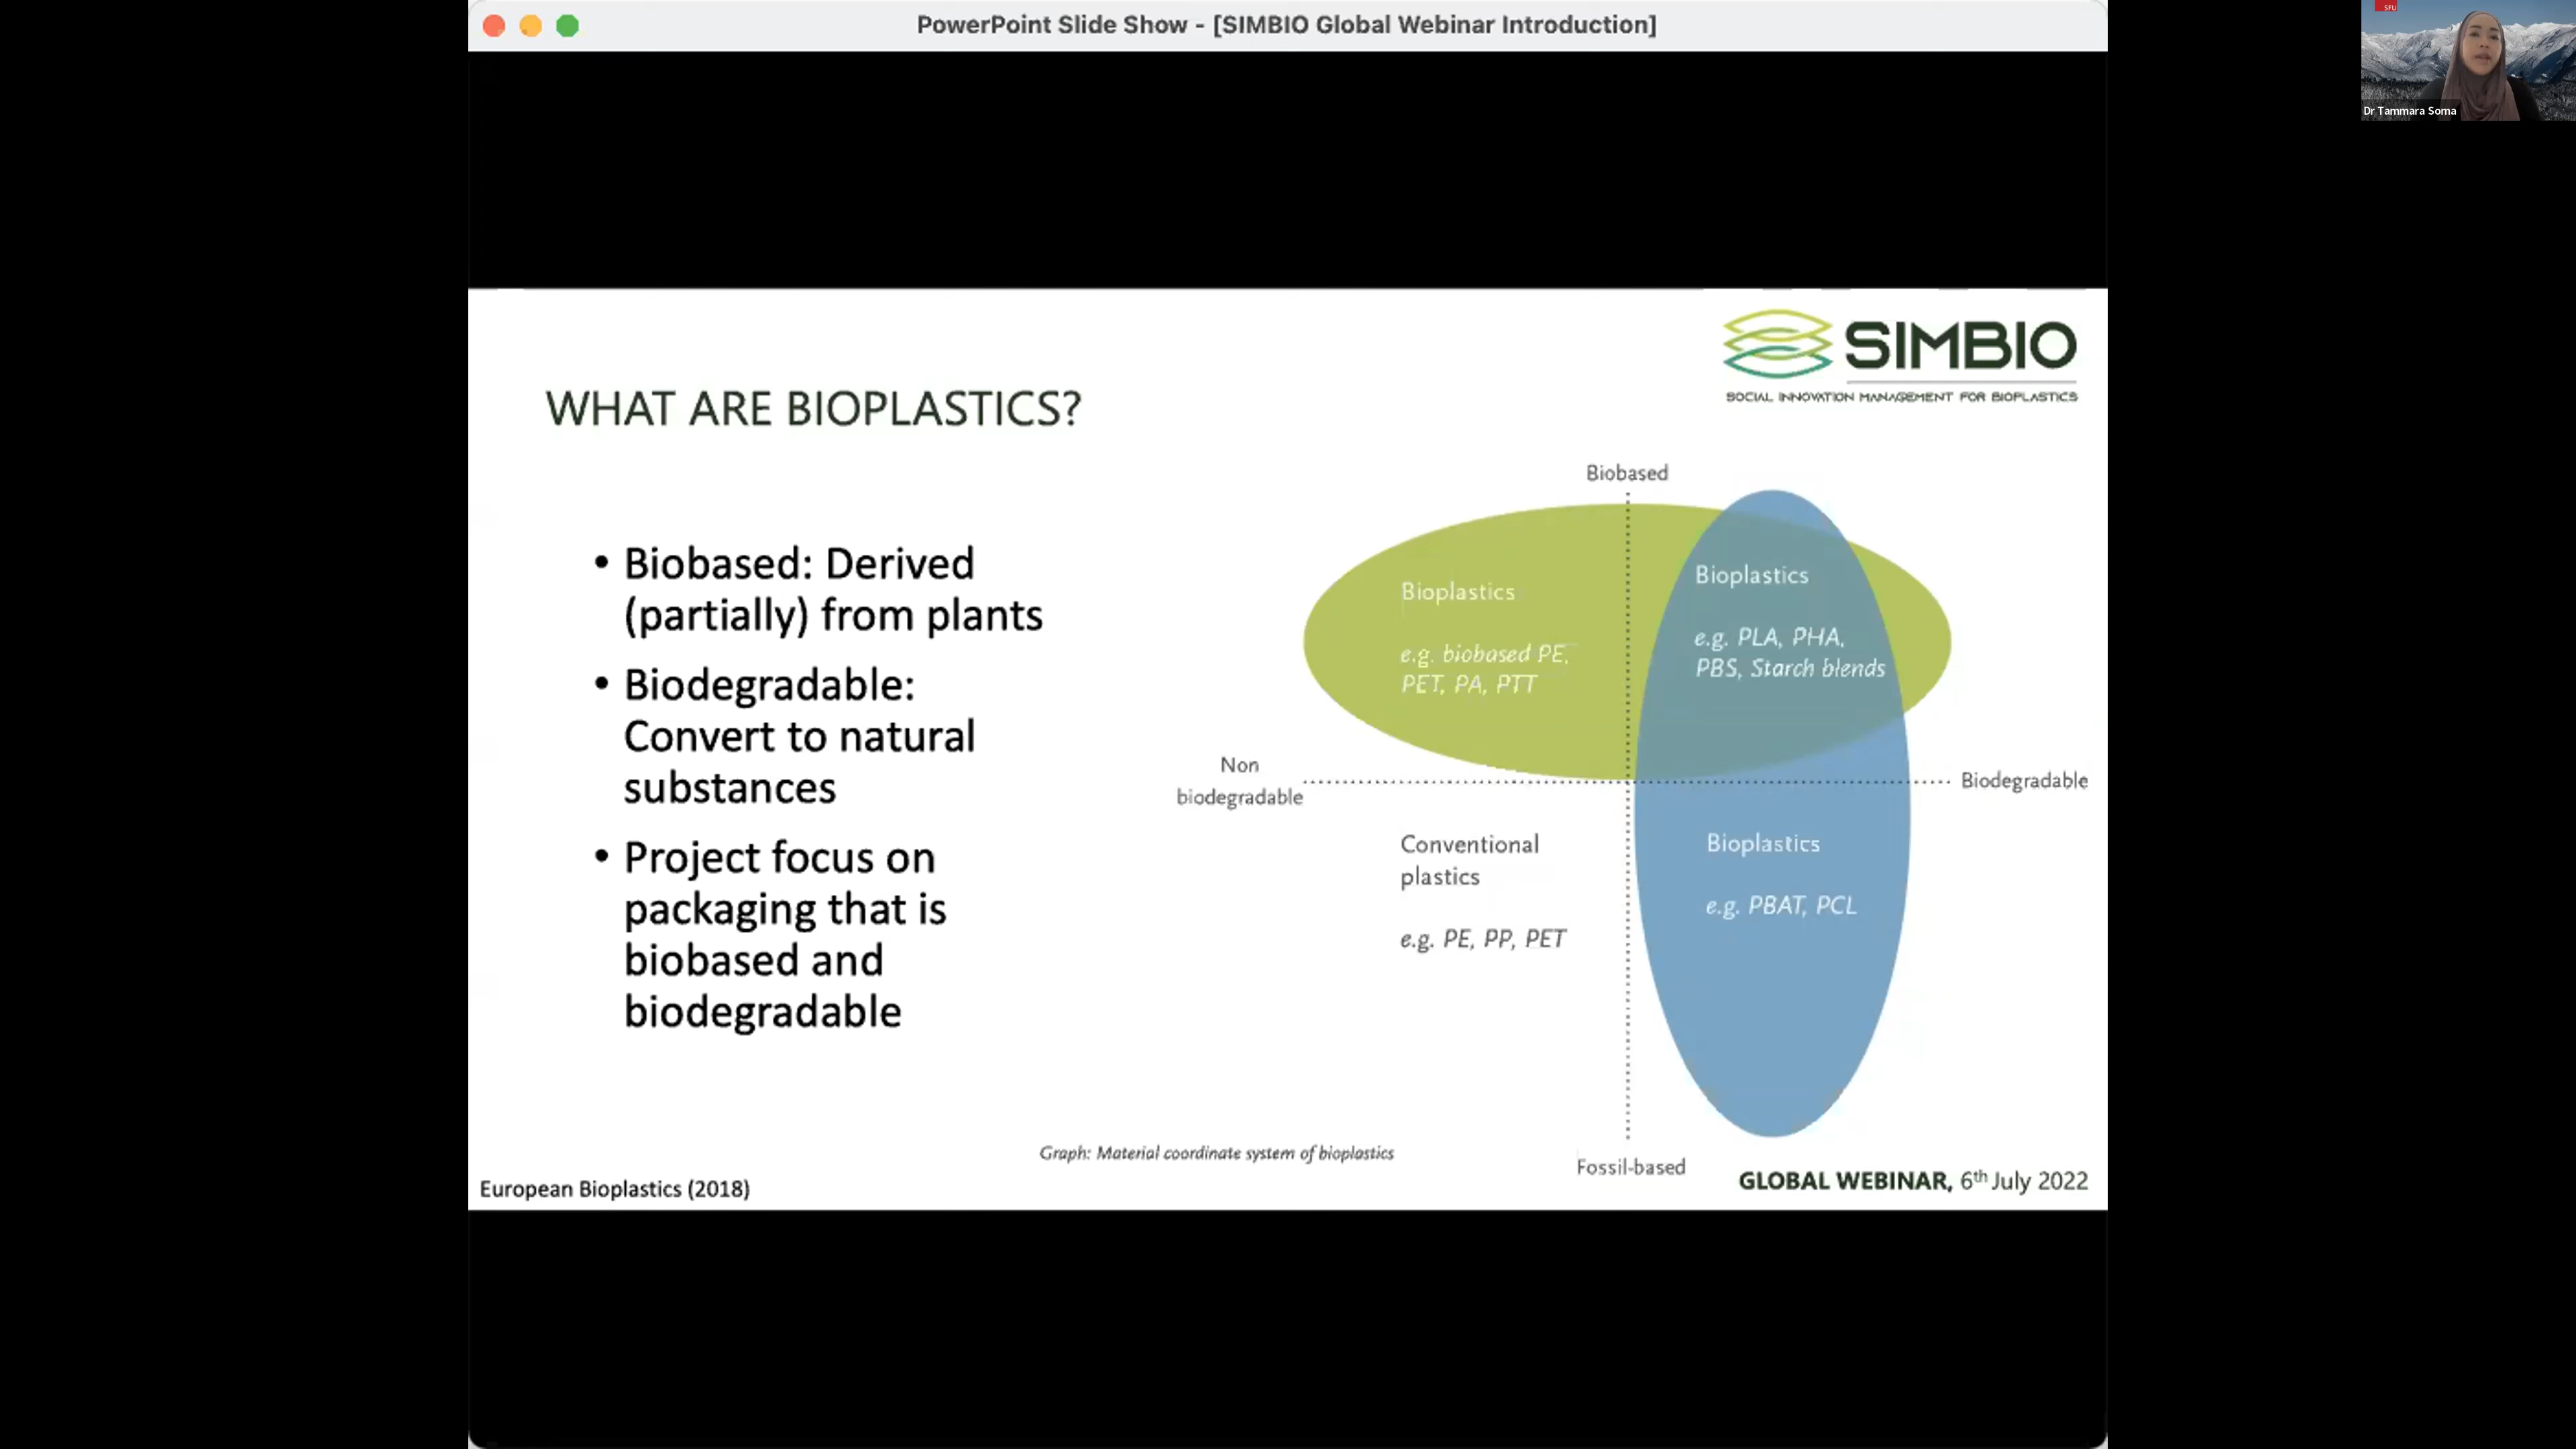 PowerPoint Slide Show - [SIMBIO Global Webinar Introduction]
SFU
Dr Tammara Soma
SIMBIO
SOCIAL INNOVATION MANAGEMENT FOR BIOPLASTICS
WHAT ARE BIOPLASTICS?
• Biobased: Derived
(partially) from plants
• Biodegradable:
Convert to natural
substances
• Project focus on
packaging that is
biobased and
biodegradable
Biobased
Bioplastics
e.g. biobased PE,
PET, PA, PTT
Bioplastics
e.g. PLA, PHA,
PBS, Starch blends
Non
biodegradable
Biodegradable
Conventional
plastics
e.g. PE, PP, PET
Bioplastics
e.g. PBAT, PCL
Fossil-based
Graph: Material coordinate system of bioplastics
European Bioplastics (2018)
GLOBAL WEBINAR, 6th July 2022